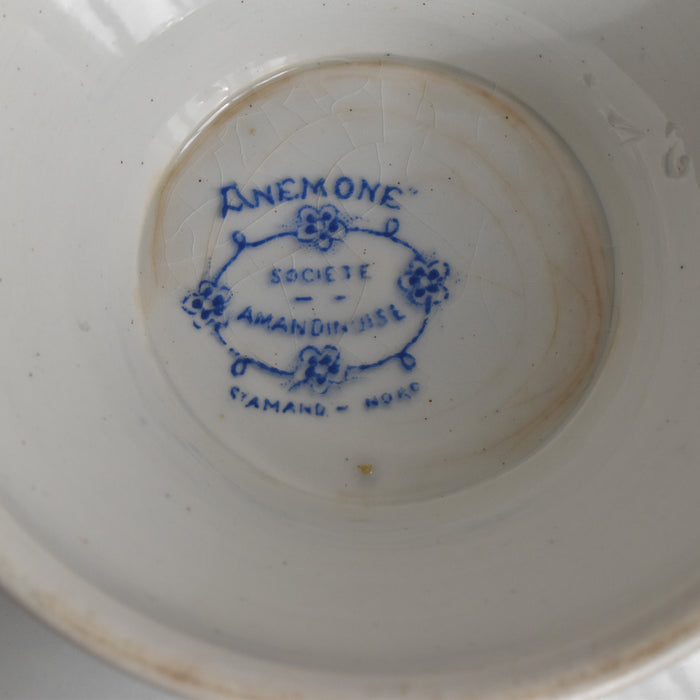 ANEMONE
SOCIETE
AMANDINOISE
ST AMAND - NORD